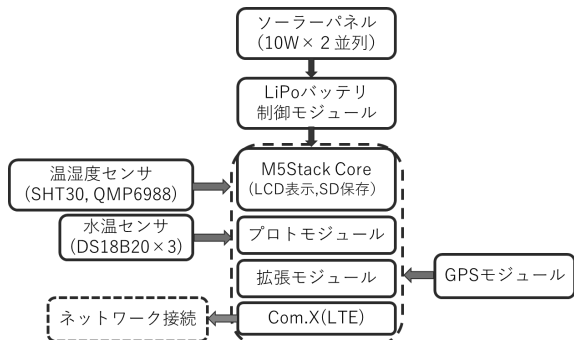 ソーラーパネル
(10W×２並列)
LiPoバッテリ
制御モジュール
M5Stack Core
(LCD表示,SD保存)
温湿度センサ
(SHT30, QMP6988)
水温センサ
(DS18B20×3)
プロトモジュール
拡張モジュール
GPSモジュール
Com.X(LTE)
ネットワーク接続